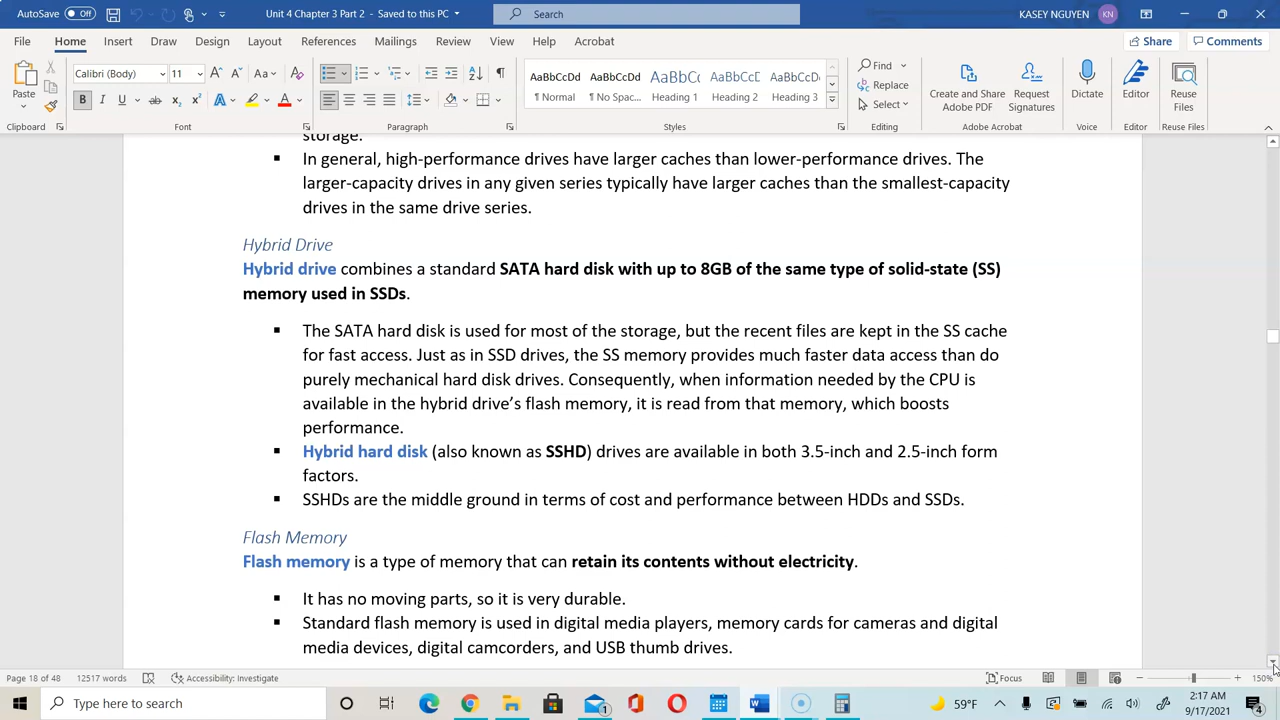 AutoSave Off 2 5 Saved to this PC Search KASEY NGUYEN KN
File Home Insert Draw Design Layout References Mailings Review View Help Acrobat Share Comments
Paste
Calibri (Body) 11 A A Aa A
B I U ab x₂ x² A A
AaBbCcDd AaBbCcDd AaBbCc AaBbCcD AaBbCcD
¶ Normal ¶ No Spac... Heading 1 Heading 2 Heading 3
Find
Replace
Select
Create and Share
Adobe PDF
Request
Signatures
Dictate
Editor
Reuse
Files
Clipboard Font Paragraph Styles Editing Adobe Acrobat Voice Editor Reuse Files
storage.
▪ In general, high-performance drives have larger caches than lower-performance drives. The
larger-capacity drives in any given series typically have larger caches than the smallest-capacity
drives in the same drive series.
Hybrid Drive
Hybrid drive combines a standard SATA hard disk with up to 8GB of the same type of solid-state (SS)
memory used in SSDs.
▪ The SATA hard disk is used for most of the storage, but the recent files are kept in the SS cache
for fast access. Just as in SSD drives, the SS memory provides much faster data access than do
purely mechanical hard disk drives. Consequently, when information needed by the CPU is
available in the hybrid drive's flash memory, it is read from that memory, which boosts
performance.
▪ Hybrid hard disk (also known as SSHD) drives are available in both 3.5-inch and 2.5-inch form
factors.
▪ SSHDs are the middle ground in terms of cost and performance between HDDs and SSDs.
Flash Memory
Flash memory is a type of memory that can retain its contents without electricity.
▪ It has no moving parts, so it is very durable.
▪ Standard flash memory is used in digital media players, memory cards for cameras and digital
media devices, digital camcorders, and USB thumb drives.
Page 18 of 48 12517 words Accessibility: Investigate Focus 150%
Type here to search 1 59°F 2:17 AM
9/17/2021 4